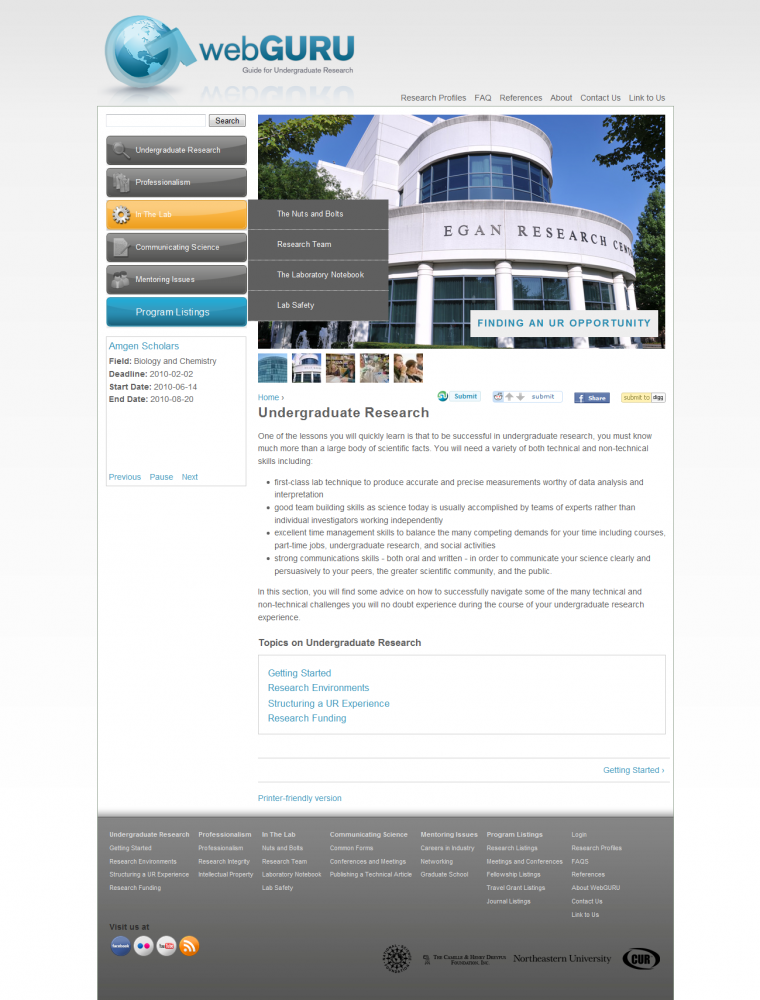 webGURU
Guide for Undergraduate Research
Research Profiles FAQ References About Contact Us Link to Us
Search
Undergraduate Research
Professionalism
In The Lab
Communicating Science
Mentoring Issues
Program Listings
The Nuts and Bolts
Research Team
The Laboratory Notebook
Lab Safety
EGAN RESEARCH CENT
FINDING AN UR OPPORTUNITY
Amgen Scholars
Field: Biology and Chemistry
Deadline: 2010-02-02
Start Date: 2010-06-14
End Date: 2010-08-20
Previous Pause Next
Home ›
Submit
submit
Share
submit to digg
Undergraduate Research
One of the lessons you will quickly learn is that to be successful in undergraduate research, you must know
much more than a large body of scientific facts. You will need a variety of both technical and non-technical
skills including:
first-class lab technique to produce accurate and precise measurements worthy of data analysis and
interpretation
good team building skills as science today is usually accomplished by teams of experts rather than
individual investigators working independently
excellent time management skills to balance the many competing demands for your time including courses,
part-time jobs, undergraduate research, and social activities
strong communications skills - both oral and written - in order to communicate your science clearly and
persuasively to your peers, the greater scientific community, and the public.
In this section, you will find some advice on how to successfully navigate some of the many technical and
non-technical challenges you will no doubt experience during the course of your undergraduate research
experience.
Topics on Undergraduate Research
Getting Started
Research Environments
Structuring a UR Experience
Research Funding
Getting Started ›
Printer-friendly version
Undergraduate Research Professionalism In The Lab Communicating Science Mentoring Issues Program Listings Login
Getting Started Professionalism Nuts and Bolts Common Forms Careers in Industry Research Listings Research Profiles
Research Environments Research Integrity Research Team Conferences and Meetings Networking Meetings and Conferences FAQS
Structuring a UR Experience Intellectual Property Laboratory Notebook Publishing a Technical Article Graduate School Fellowship Listings References
Research Funding Lab Safety Travel Grant Listings About WebGURU
Journal Listings Contact Us
Link to Us
Visit us at
facebook
YouTube
The Camille & Henry Dreyfus
Foundation, Inc.
Northeastern University
CUR